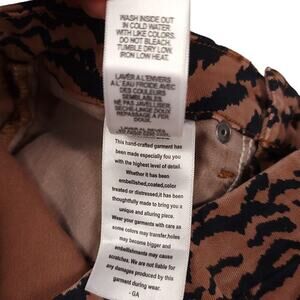 WASH INSIDE OUT
IN COLD WATER
WITH LIKE COLORS.
DO NOT BLEACH.
TUMBLE DRY LOW.
IRON LOW HEAT.
LAVER A L'ENVERS
A L'EAU FROIDE AVEC
DES COULEURS
SEMBLABLES.
NE PAS JAVELLISER.
SECHE-LINGE DOUX
REPASSAGE A FER
DOUX.
This hand-crafted garment has
been made especially for you
with the highest level of detail.
Whether it has been
embellished,coated,color
treated or distressed,it has been
thoughtfully made to bring you a
unique and alluring piece.
Wear your garments with care as
some colors may transfer,holes
may become bigger and
embellishments may cause
scratches. We are not liable for
any damages produced by this
garment during wear.
- GA